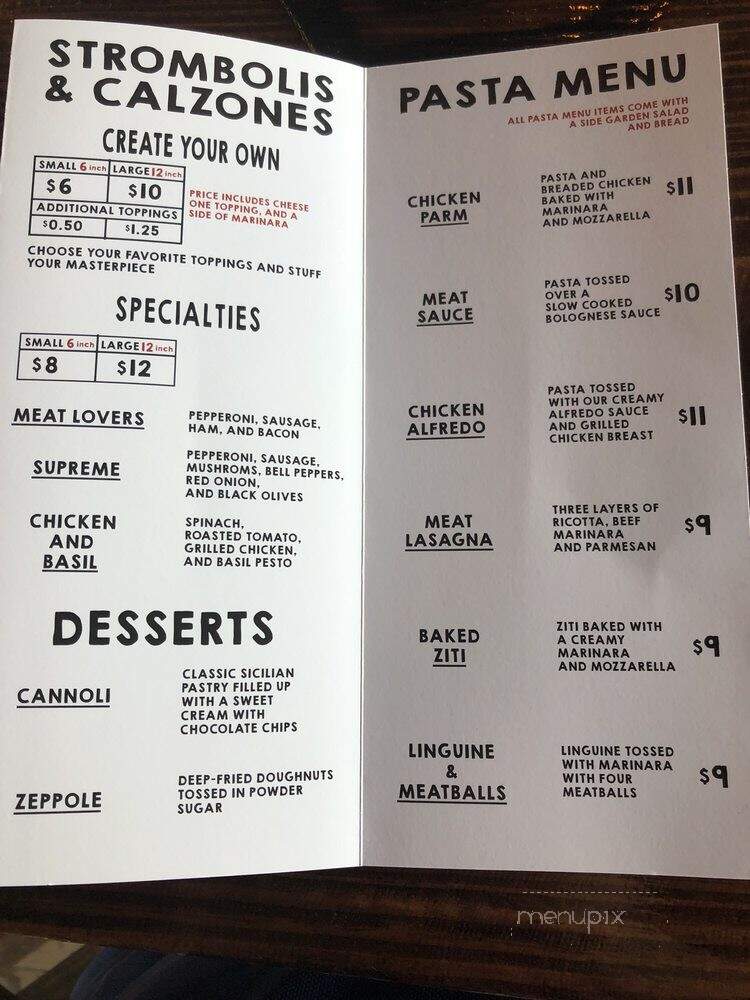 STROMBOLIS
& CALZONES
CREATE YOUR OWN
SMALL 6 inch LARGE 12 inch
$6 $10
ADDITIONAL TOPPINGS
$0.50 $1.25
PRICE INCLUDES CHEESE
ONE TOPPING, AND A
SIDE OF MARINARA
CHOOSE YOUR FAVORITE TOPPINGS AND STUFF
YOUR MASTERPIECE
SPECIALTIES
SMALL 6 inch LARGE 12 inch
$8 $12
MEAT LOVERS
PEPPERONI, SAUSAGE,
HAM, AND BACON
SUPREME
PEPPERONI, SAUSAGE,
MUSHROMS, BELL PEPPERS,
RED ONION,
AND BLACK OLIVES
CHICKEN
AND
BASIL
SPINACH,
ROASTED TOMATO,
GRILLED CHICKEN,
AND BASIL PESTO
DESSERTS
CANNOLI
CLASSIC SICILIAN
PASTRY FILLED UP
WITH A SWEET
CREAM WITH
CHOCOLATE CHIPS
ZEPPOLE
DEEP-FRIED DOUGHNUTS
TOSSED IN POWDER
SUGAR
PASTA MENU
ALL PASTA MENU ITEMS COME WITH
A SIDE GARDEN SALAD
AND BREAD
CHICKEN
PARM
PASTA AND
BREADED CHICKEN
BAKED WITH
MARINARA
AND MOZZARELLA
$11
MEAT
SAUCE
PASTA TOSSED
OVER A
SLOW COOKED
BOLOGNESE SAUCE
$10
CHICKEN
ALFREDO
PASTA TOSSED
WITH OUR CREAMY
ALFREDO SAUCE
AND GRILLED
CHICKEN BREAST
$11
MEAT
LASAGNA
THREE LAYERS OF
RICOTTA, BEEF
MARINARA
AND PARMESAN
$9
BAKED
ZITI
ZITI BAKED WITH
A CREAMY
MARINARA
AND MOZZARELLA
$9
LINGUINE
&
MEATBALLS
LINGUINE TOSSED
WITH MARINARA
WITH FOUR
MEATBALLS
$9
menupix